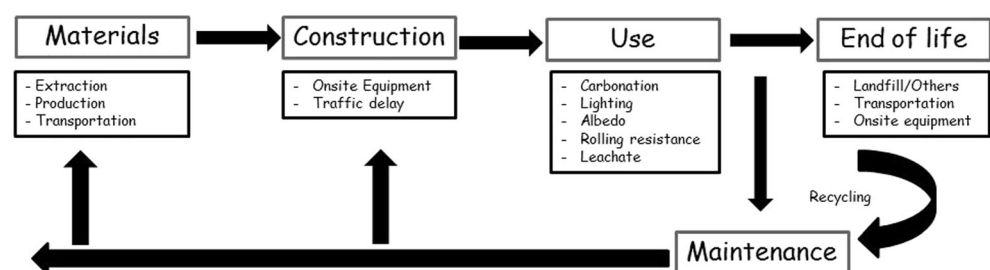 Materials
- Extraction
- Production
- Transportation
Construction
- Onsite Equipment
- Traffic delay
Use
- Carbonation
- Lighting
- Albedo
- Rolling resistance
- Leachate
End of life
- Landfill/Others
- Transportation
- Onsite equipment
Recycling
Maintenance